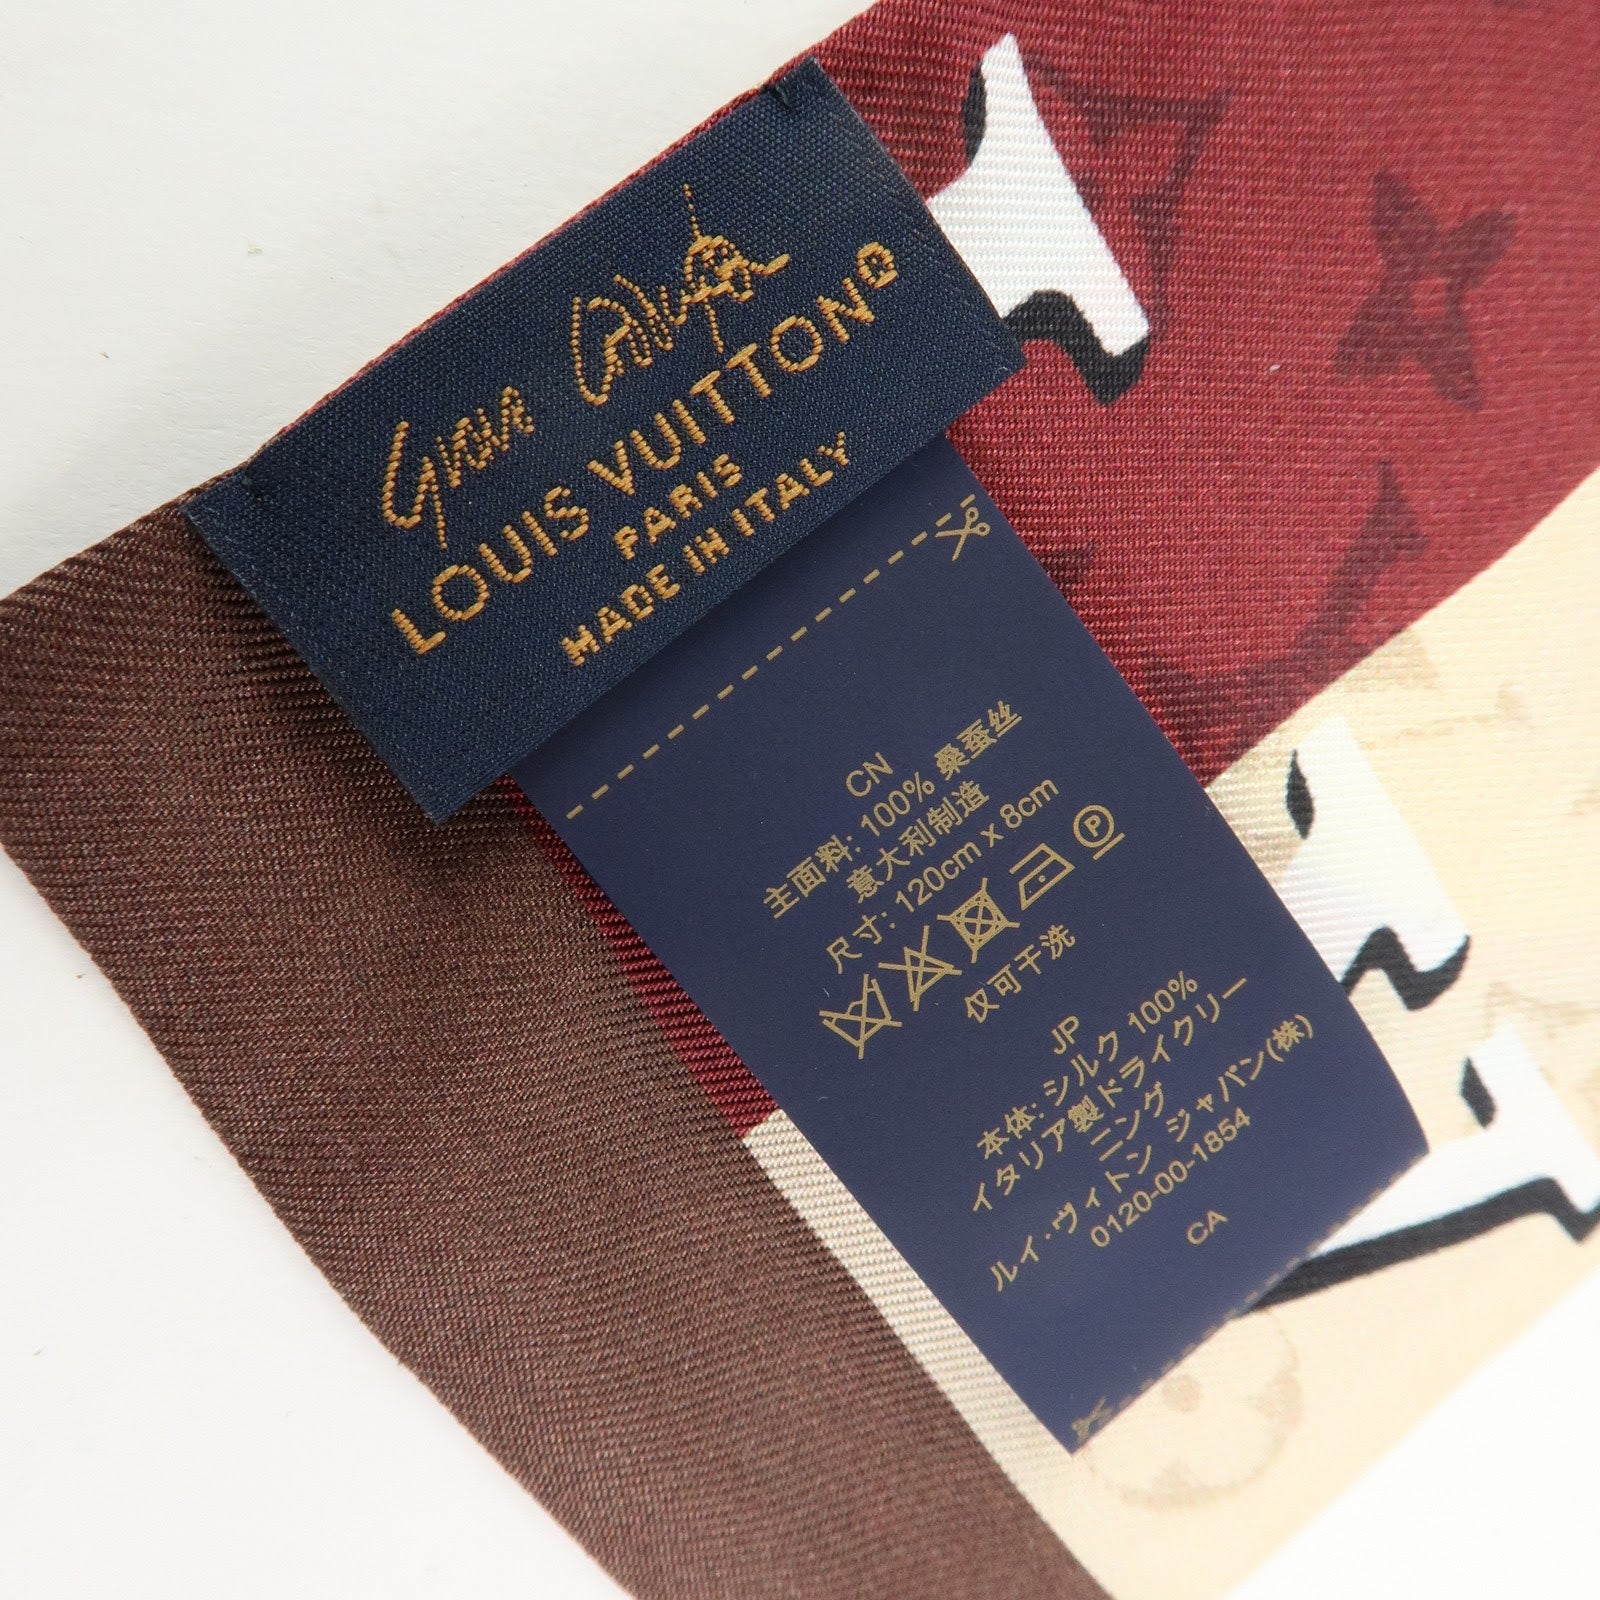 LOUIS VUITTON®
PARIS
MADE IN ITALY
CN
主面料: 100% 桑蚕丝
意大利制造
尺寸: 120cm x 8cm
P
仅可干洗
JP
本体: シルク 100%
イタリア製ドライクリー
ニング
ルイ・ヴィトン ジャパン(株)
0120-00-1854
CA